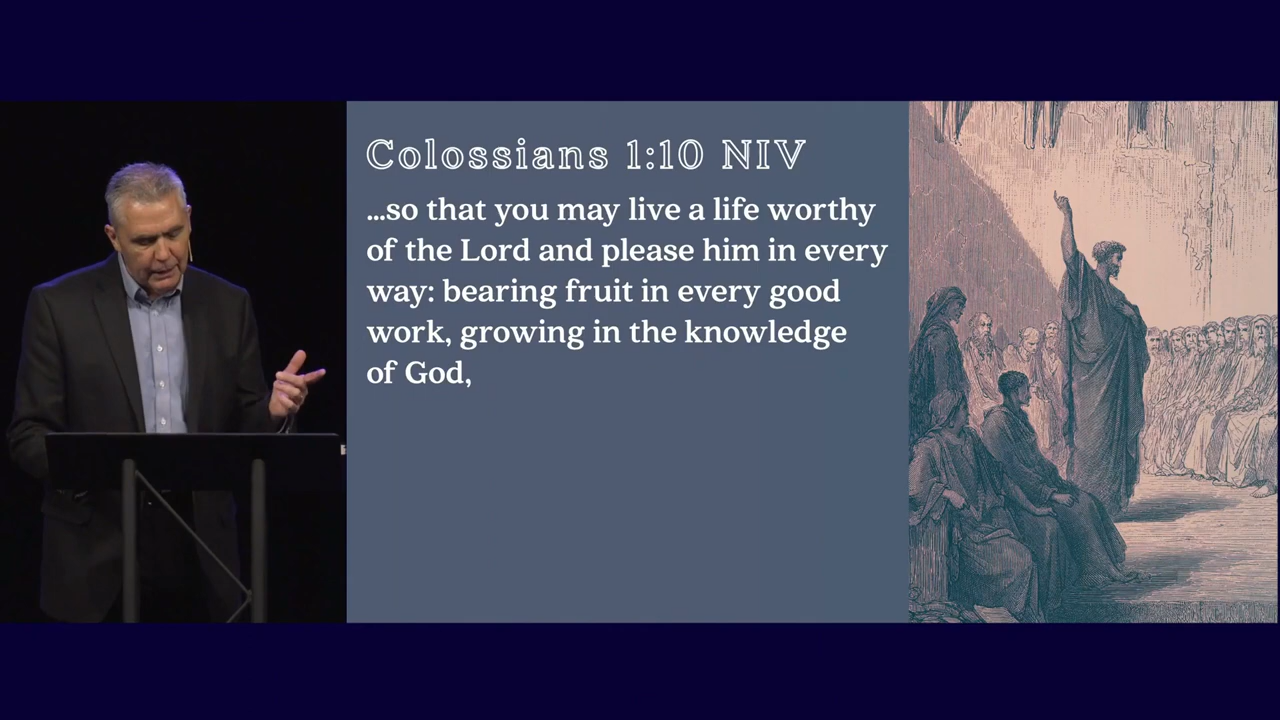 Colossians 1:10 NIV
...so that you may live a life worthy
of the Lord and please him in every
way: bearing fruit in every good
work, growing in the knowledge
of God,